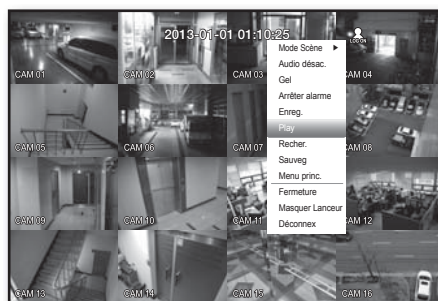 2013-01-01 01:10:25
LOG ON
CAM 01
CAM 02
CAM 03
CAM 04
Mode Scène
Audio désac.
Gel
Arrêter alarme
Enreg.
Play
Recher.
Sauveg
Menu princ.
Fermeture
Masquer Lanceur
Déconnex
CAM 05
CAM 06
CAM 07
CAM 08
CAM 09
CAM 10
CAM 11
CAM 12
CAM 13
CAM 14
CAM 15
CAM 16